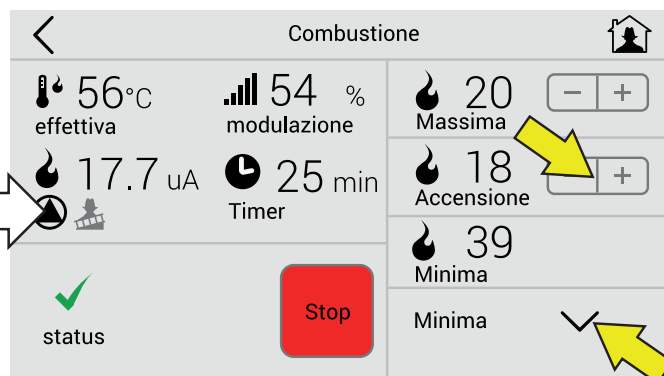 Combustione
56°C
effettiva
54 %
modulazione
17.7 uA
25 min
Timer
status
Stop
20 − +
Massima
18 +
Accensione
39
Minima
Minima